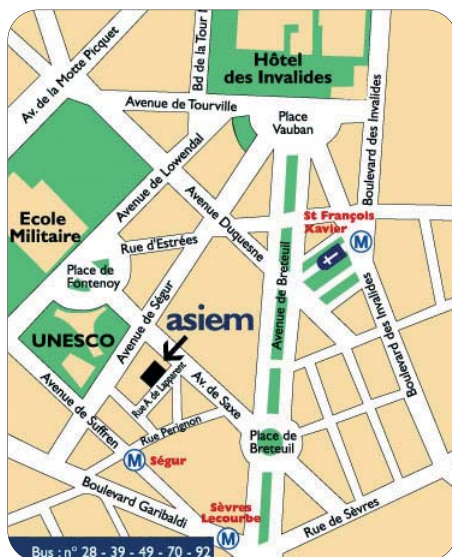 Av. de la Motte Picquet
Bd de la Tour
Hôtel
des Invalides
Avenue de Tourville
Place
Vauban
Boulevard des Invalides
Avenue de Lowendal
Avenue Duquesne
Ecole
Militaire
Rue d'Estrées
St François
Xavier
M
Place de
Fontenoy
Avenue de Ségur
Avenue de Breteuil
UNESCO
asiem
Boulevard des Invalides
Rue A. de Lapparent
Av. de Saxe
Avenue de Suffren
Rue Perignon
Place de
Breteuil
M
Ségur
Boulevard Garibaldi
Sèvres
Lecourbe
M
Rue de Sèvres
Bus : n° 28 - 39 - 49 - 70 - 92